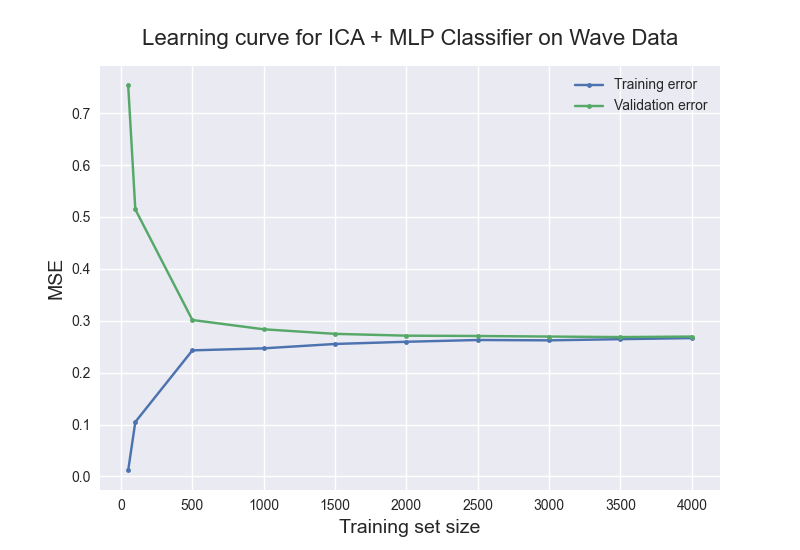 Learning curve for ICA + MLP Classifier on Wave Data
Training error
Validation error
MSE
0.7
0.6
0.5
0.4
0.3
0.2
0.1
0.0
0 500 1000 1500 2000 2500 3000 3500 4000
Training set size